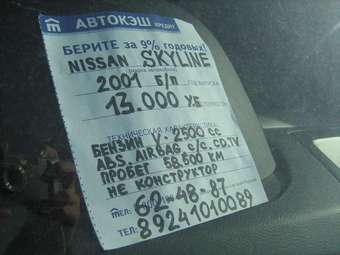 АВТОКЭШ КРЕДИТ
БЕРИТЕ за 9% годовых!
NISSAN SKYLINE
2001 Б/П
13.000 УЕ
ТЕХНИЧЕСКАЯ ХАРАКТЕРИСТИКА
БЕНЗИН V-2500 СС
ABS, AIRBAG С/С. CD.TV
ПРОБЕГ 58.500 КМ
НЕ КОНСТРУКТОР
тел: 62-48-87
ТЕЛ: 89241010089